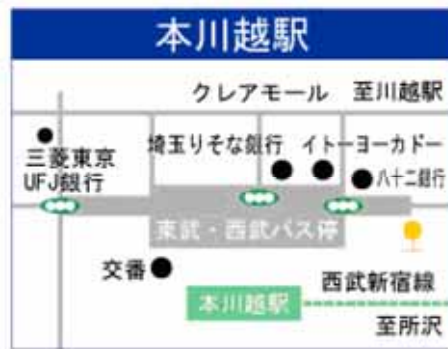 本川越駅
クレアモール 至川越駅
埼玉りそな銀行 イトーヨーカドー
三菱東京
UFJ銀行
八十二銀行
東武・西武バス停
交番
西武新宿線
本川越駅
至所沢